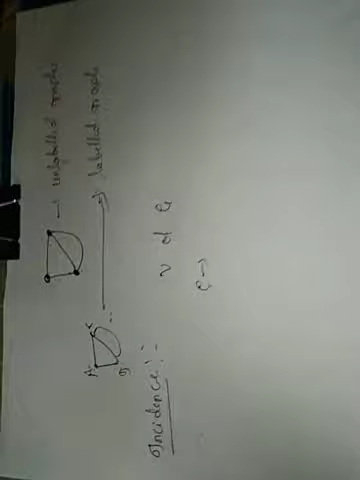 → unlabelled graph
A
B
C
→ labelled graph
Incidence :-
v of G
e →